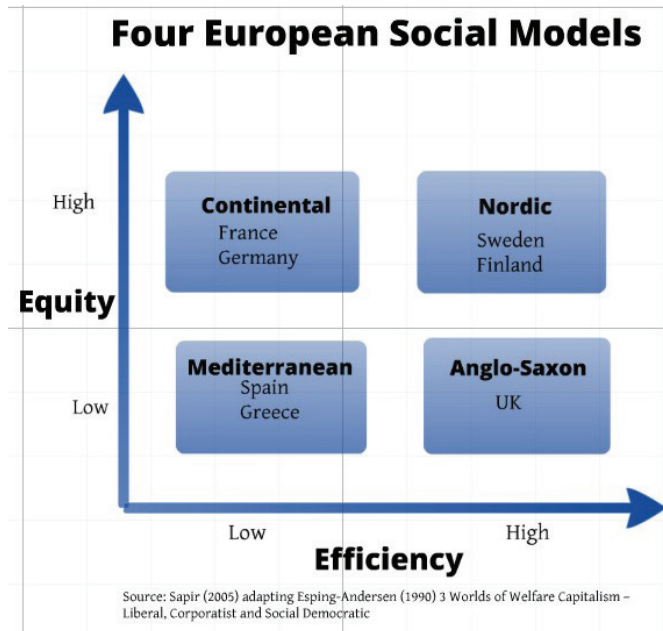 Four European Social Models
High
Continental
France
Germany
Nordic
Sweden
Finland
Equity
Mediterranean
Spain
Greece
Anglo-Saxon
UK
Low
Low
High
Efficiency
Source: Sapir (2005) adapting Esping-Andersen (1990) 3 Worlds of Welfare Capitalism –
Liberal, Corporatist and Social Democratic